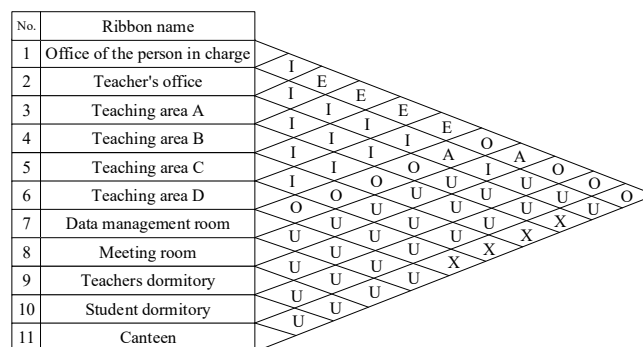 No. Ribbon name
1 Office of the person in charge
I
2 Teacher's office E
I E
3 Teaching area A I E
I I E
4 Teaching area B I I O
I I A A
5 Teaching area C I O I O
I O U U O
6 Teaching area D O U U U O
O U U U U
7 Data management room U U U X
U U U X
8 Meeting room U U X
U U X
9 Teachers dormitory U U
U U
10 Student dormitory U
U
11 Canteen